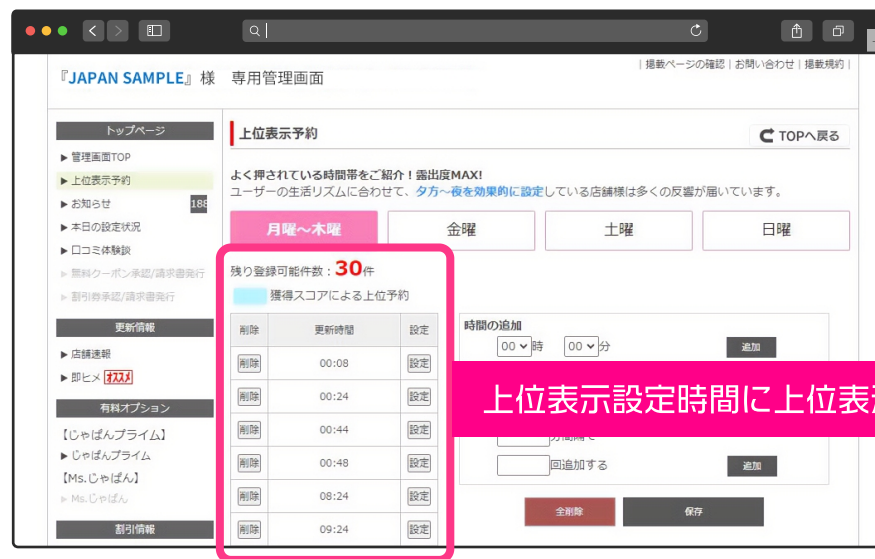 『JAPAN SAMPLE』様 専用管理画面
| 掲載ページの確認 | お問い合わせ | 掲載規約 |
トップページ
▶ 管理画面TOP
▶ 上位表示予約
▶ お知らせ 188
▶ 本日の設定状況
▶ 口コミ体験談
▶ 無料クーポン承認/請求書発行
▶ 割引券承認/請求書発行
更新情報
▶ 店舗速報
▶ 即ヒメ オススメ
有料オプション
【じゃぱんプライム】
▶ じゃぱんプライム
【Ms.じゃぱん】
▶ Ms.じゃぱん
割引情報
上位表示予約
TOPへ戻る
よく押されている時間帯をご紹介！露出度MAX!
ユーザーの生活リズムに合わせて、夕方～夜を効果的に設定している店舗様は多くの反響が届いています。
月曜～木曜 金曜 土曜 日曜
残り登録可能件数：30件
獲得スコアによる上位予約
削除 更新時間 設定
削除 00:08 設定
削除 00:24 設定
削除 00:44 設定
削除 00:48 設定
削除 08:24 設定
削除 09:24 設定
時間の追加
00 時 00 分 追加
上位表示設定時間に上位表
分間隔で
回追加する 追加
全削除 保存